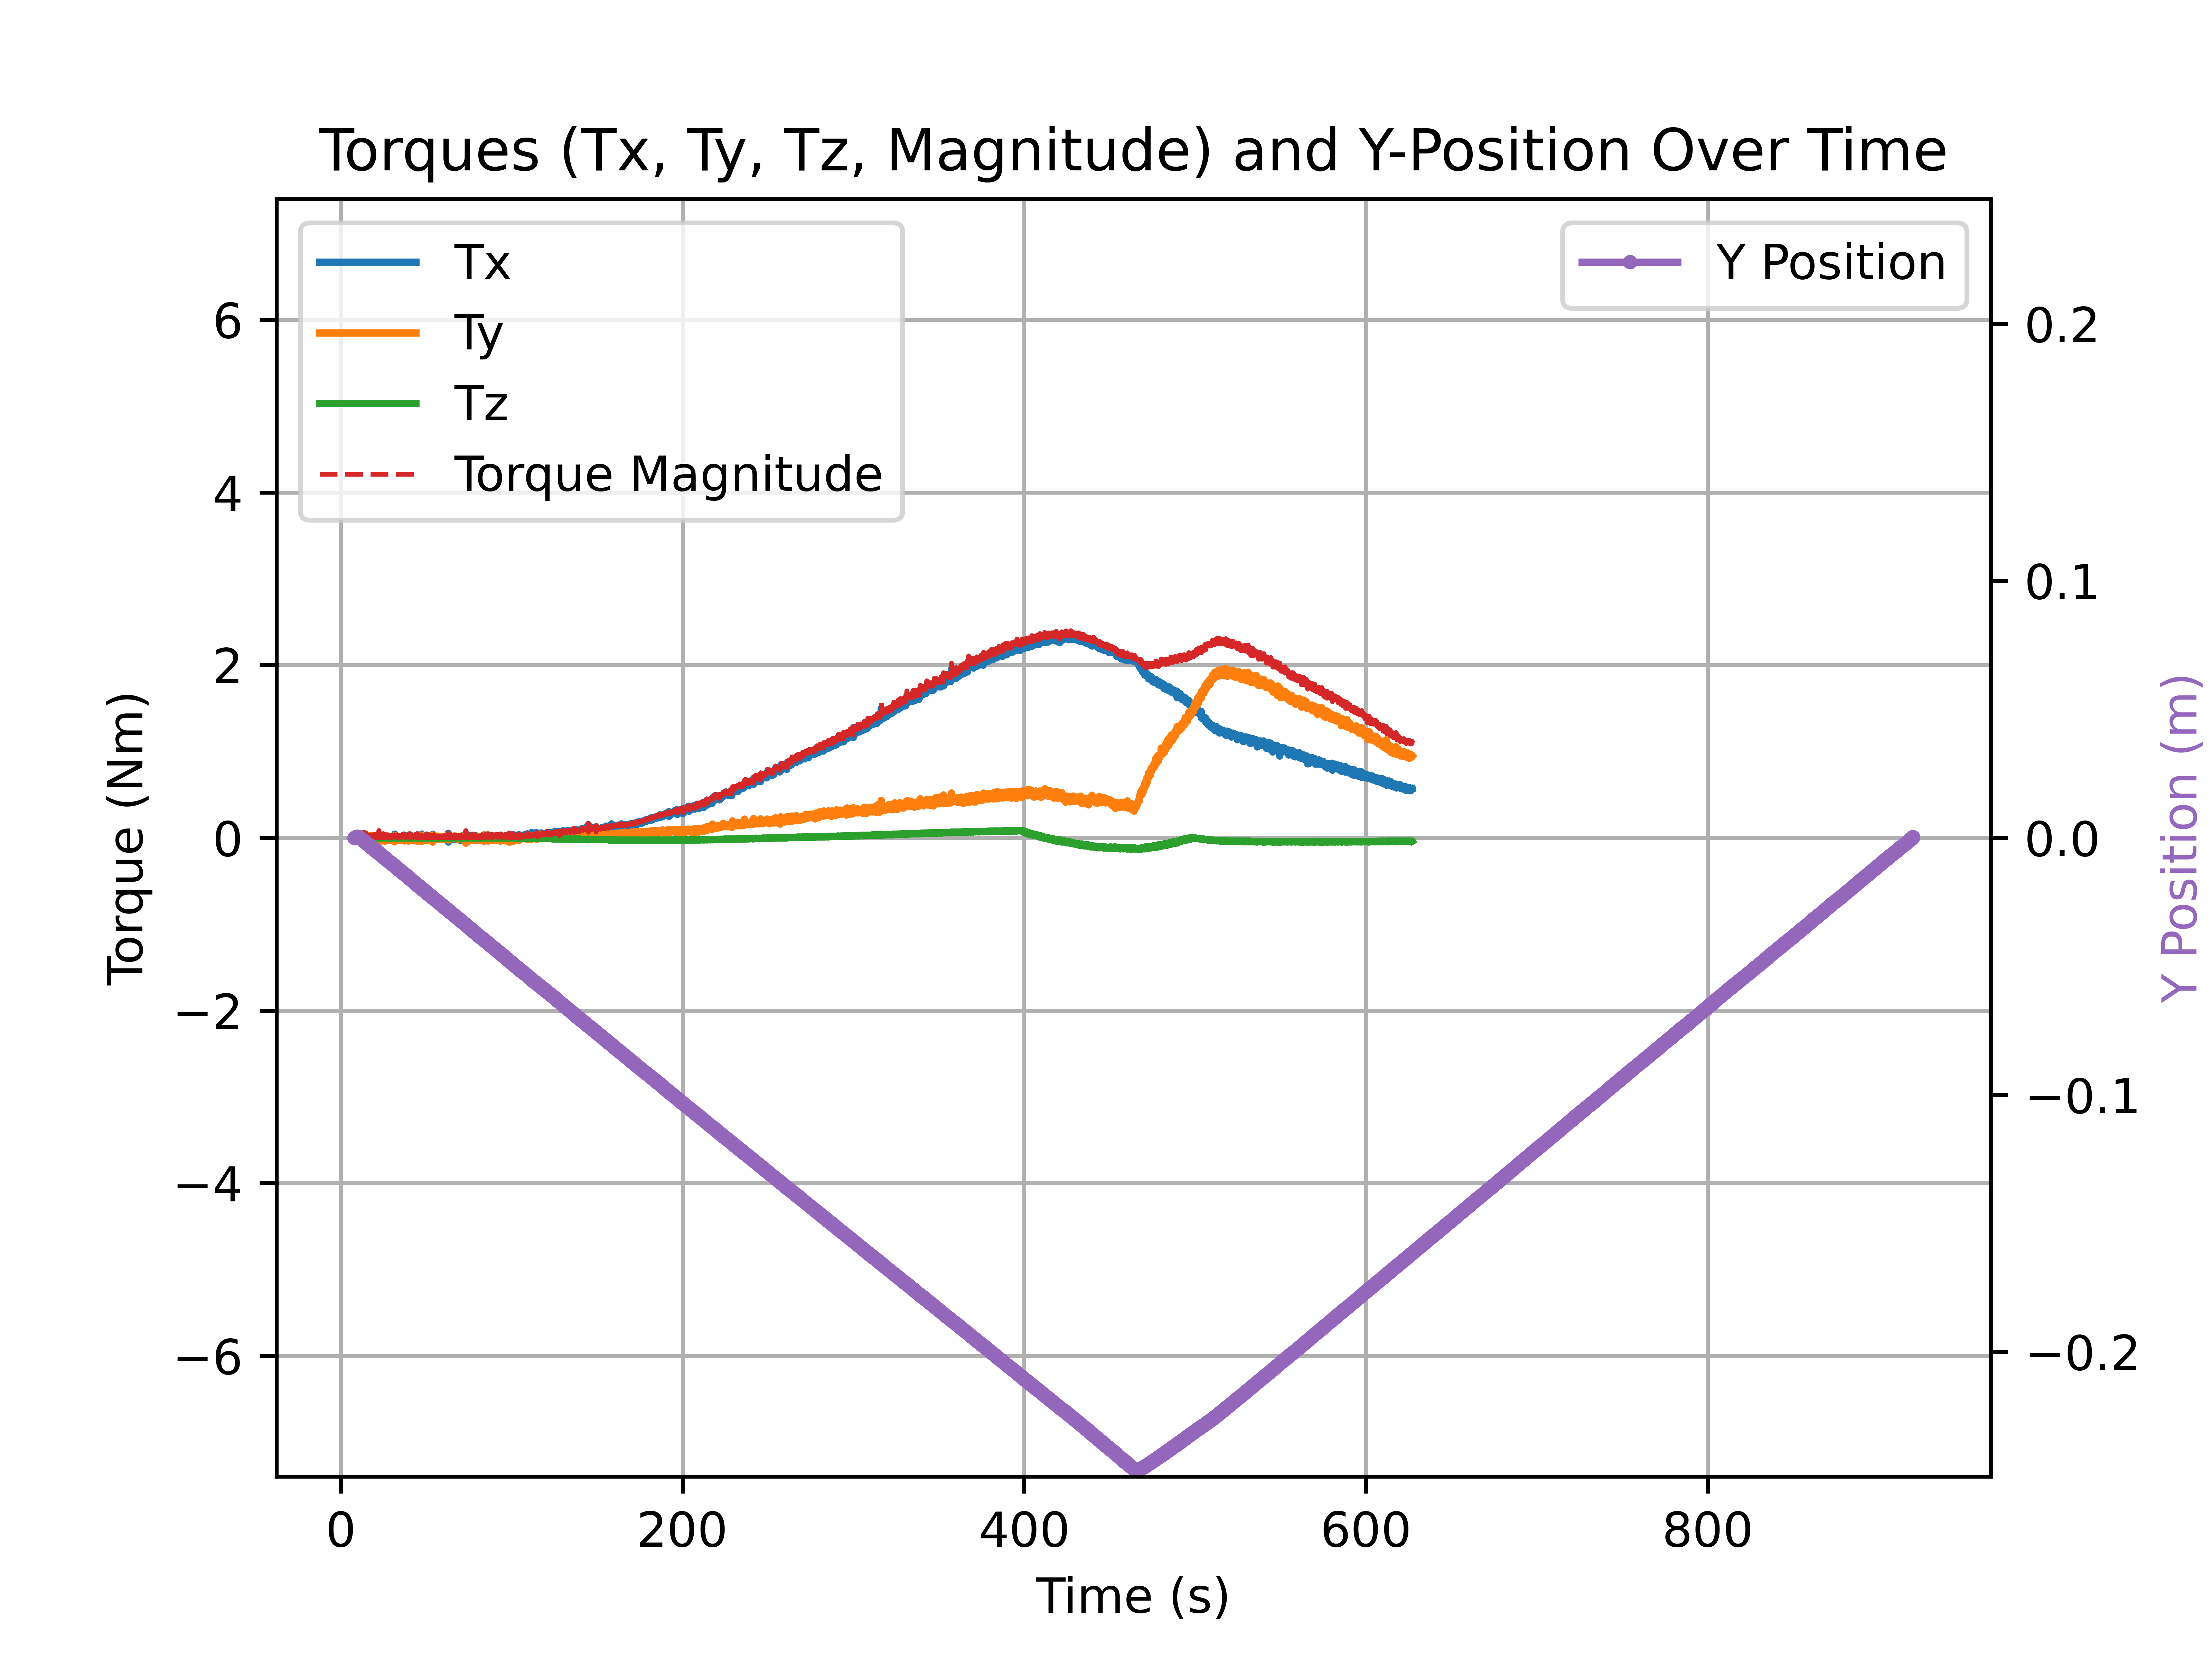 Torques (Tx, Ty, Tz, Magnitude) and Y-Position Over Time
Tx
Ty
Tz
Torque Magnitude
Y Position
6
4
2
0
−2
−4
−6
Torque (Nm)
0.2
0.1
0.0
−0.1
−0.2
Y Position (m)
0 200 400 600 800
Time (s)